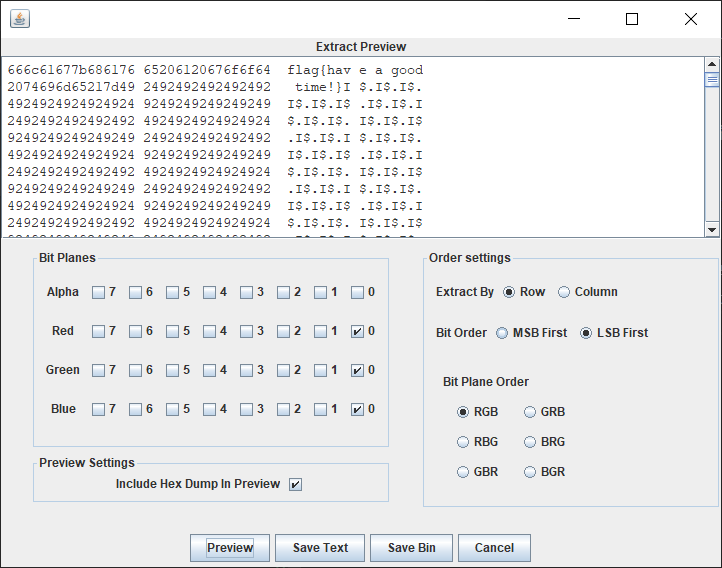 Extract Preview
666c61677b686176 65206120676f6f64 flag{hav e a good
2074696d65217d49 2492492492492492 time!}I $.I$.I$.
4924924924924924 9249249249249249 I$.I$.I$ .I$.I$.I
2492492492492492 4924924924924924 $.I$.I$. I$.I$.I$
9249249249249249 2492492492492492 .I$.I$.I $.I$.I$.
4924924924924924 9249249249249249 I$.I$.I$ .I$.I$.I
2492492492492492 4924924924924924 $.I$.I$. I$.I$.I$
9249249249249249 2492492492492492 .I$.I$.I $.I$.I$.
4924924924924924 9249249249249249 I$.I$.I$ .I$.I$.I
2492492492492492 4924924924924924 $.I$.I$. I$.I$.I$
Bit Planes
Alpha 7 6 5 4 3 2 1 0
Red 7 6 5 4 3 2 1 0
Green 7 6 5 4 3 2 1 0
Blue 7 6 5 4 3 2 1 0
Preview Settings
Include Hex Dump In Preview
Order settings
Extract By Row Column
Bit Order MSB First LSB First
Bit Plane Order
RGB GRB
RBG BRG
GBR BGR
Preview Save Text Save Bin Cancel